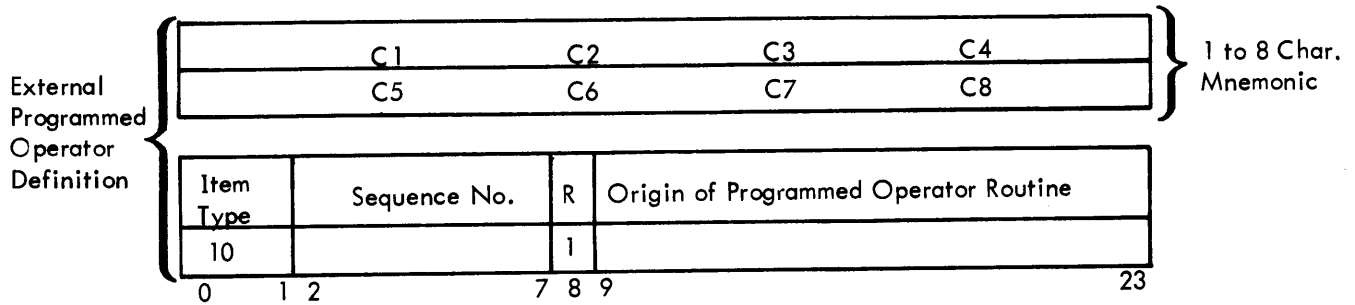 External
Programmed
Operator
Definition
C1 C2 C3 C4
C5 C6 C7 C8
1 to 8 Char.
Mnemonic
Item
Type
Sequence No.
R
Origin of Programmed Operator Routine
10
1
0 1 2 7 8 9 23